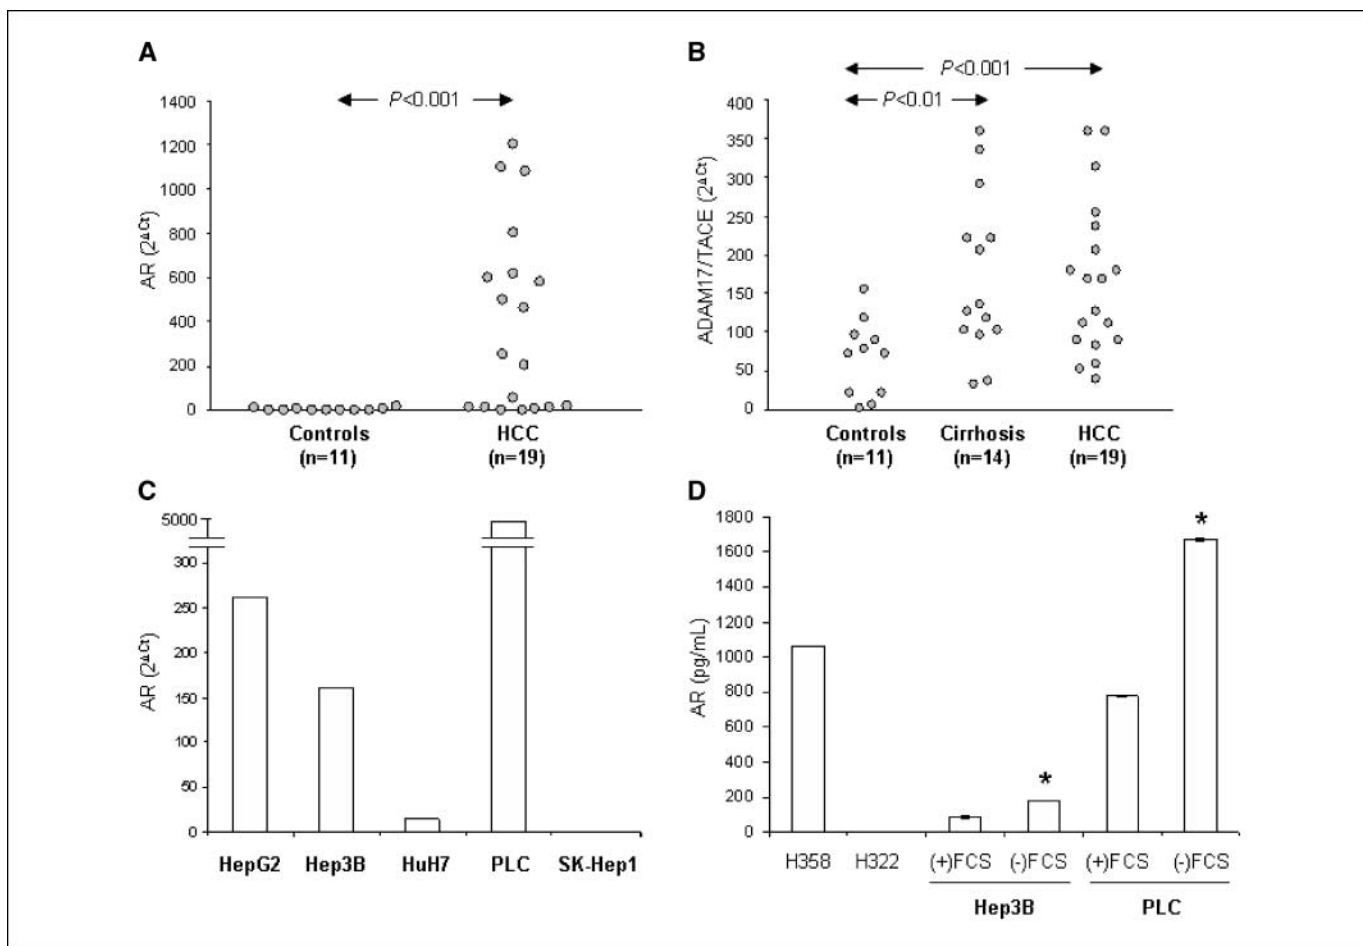 A
P<0.001
1400
1200
1000
800
600
400
200
0
AR (2ΔCt)
Controls
(n=11)
HCC
(n=19)
B
P<0.001
P<0.01
400
350
300
250
200
150
100
50
0
ADAM17/TACE (2ΔCt)
Controls
(n=11)
Cirrhosis
(n=14)
HCC
(n=19)
C
5000
300
250
200
150
100
50
0
AR (2ΔCt)
HepG2
Hep3B
HuH7
PLC
SK-Hep1
D
1800
1600
1400
1200
1000
800
600
400
200
0
AR (pg/mL)
*
*
H358
H322
(+)FCS
(-)FCS
(+)FCS
(-)FCS
Hep3B
PLC